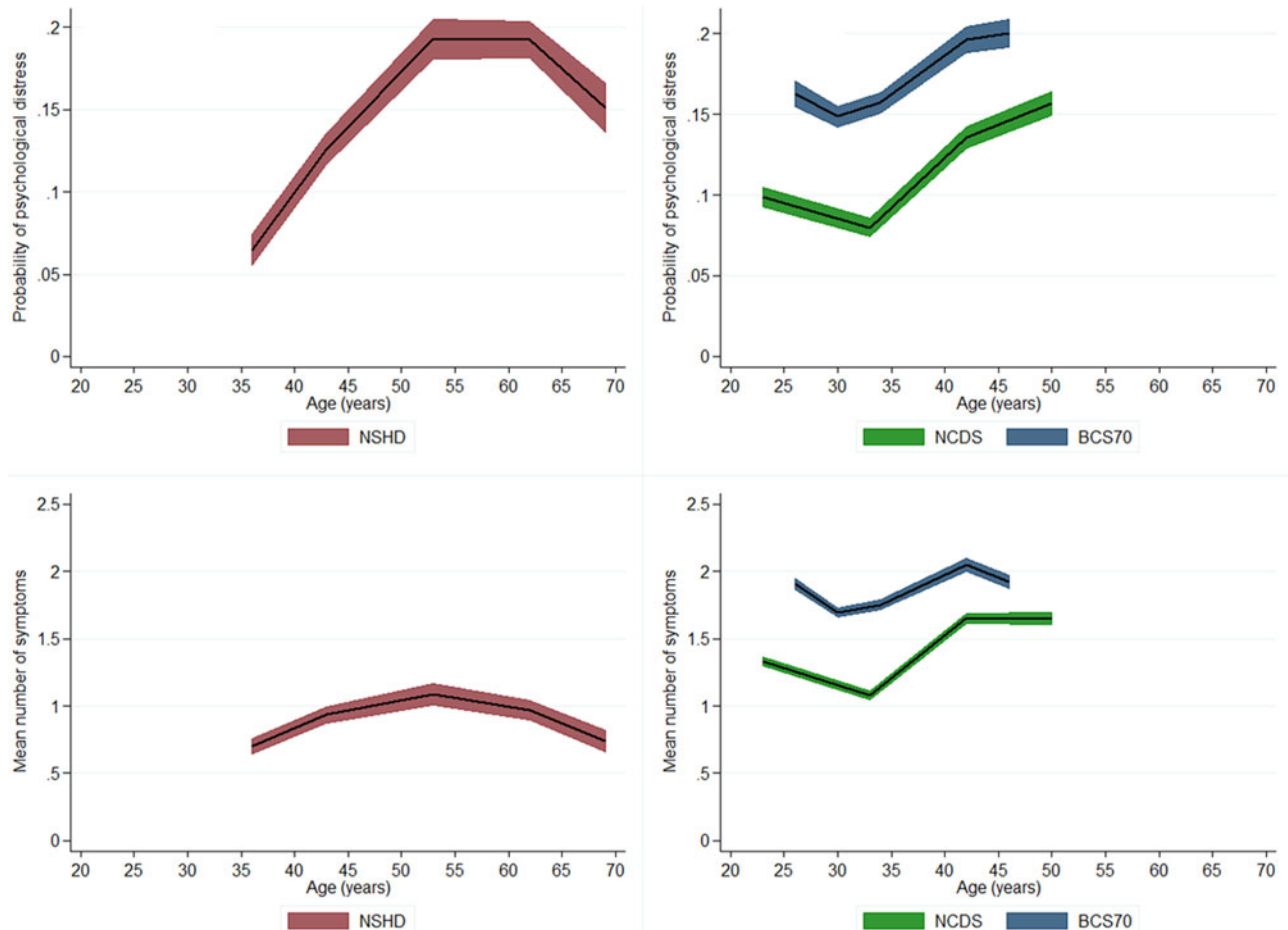 Probability of psychological distress
.2
.15
.1
.05
0
20 25 30 35 40 45 50 55 60 65 70
Age (years)
NSHD
Probability of psychological distress
.2
.15
.1
.05
0
20 25 30 35 40 45 50 55 60 65 70
Age (years)
NCDS BCS70
Mean number of symptoms
2.5
2
1.5
1
.5
0
20 25 30 35 40 45 50 55 60 65 70
Age (years)
NSHD
Mean number of symptoms
2.5
2
1.5
1
.5
0
20 25 30 35 40 45 50 55 60 65 70
Age (years)
NCDS BCS70